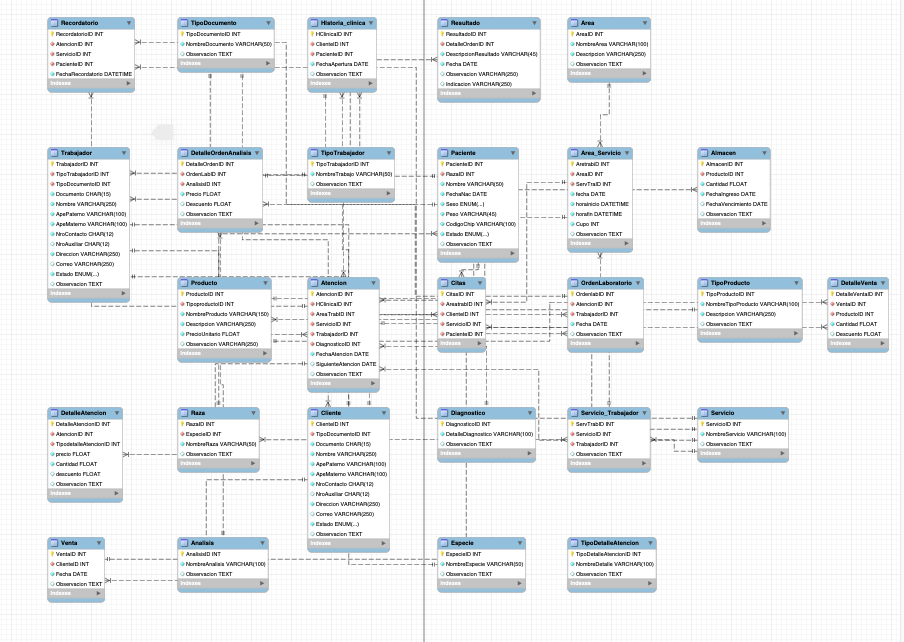 Recordatorio
RecordatorioID INT
AtencionID INT
ServicioID INT
PacienteID INT
FechaRecordatorio DATETIME
Indexes
TipoDocumento
TipoDocumentoID INT
NombreDocumento VARCHAR(50)
Observacion TEXT
Indexes
Historia_clinica
HClinicaID INT
ClienteID INT
PacienteID INT
FechaApertura DATE
Observacion TEXT
Indexes
Resultado
ResultadoID INT
DetalleOrdenID INT
DescripcionResultado VARCHAR(45)
Fecha DATE
Observacion VARCHAR(250)
Indicacion VARCHAR(250)
Indexes
Area
AreaID INT
NombreArea VARCHAR(100)
Descripcion VARCHAR(250)
Observacion TEXT
Indexes
Trabajador
TrabajadorID INT
TipoTrabajadorID INT
TipoDocumentoID INT
Documento CHAR(15)
Nombre VARCHAR(250)
ApePaterno VARCHAR(100)
ApeMaterno VARCHAR(100)
NroContacto CHAR(12)
NroAuxiliar CHAR(12)
Direccion VARCHAR(250)
Correo VARCHAR(250)
Estado ENUM(...)
Observacion TEXT
Indexes
DetalleOrdenAnalisis
DetalleOrdenID INT
OrdenLabID INT
AnalisisID INT
Precio FLOAT
Descuento FLOAT
Observacion TEXT
Indexes
TipoTrabajador
TipoTrabajadorID INT
NombreTrabajo VARCHAR(50)
Observacion TEXT
Indexes
Paciente
PacienteID INT
RazaID INT
Nombre VARCHAR(50)
FechaNac DATE
Sexo ENUM(...)
Peso VARCHAR(45)
CodigoChip VARCHAR(100)
Estado ENUM(...)
Observacion TEXT
Indexes
Area_Servicio
AretrabID INT
AreaID INT
ServTraID INT
fecha DATE
horainicio DATETIME
horafin DATETIME
Cupo INT
Observacion TEXT
Indexes
Almacen
AlmacenID INT
ProductoID INT
Cantidad FLOAT
FechaIngreso DATE
FechaVencimiento DATE
Observacion TEXT
Indexes
Producto
ProductoID INT
TipoproductoID INT
NombreProducto VARCHAR(150)
Descripcion VARCHAR(250)
PrecioUnitario FLOAT
Observacion VARCHAR(250)
Indexes
Atencion
AtencionID INT
HClinicaID INT
AreaTrabID INT
ServicioID INT
TrabajadorID INT
DiagnosticoID INT
FechaAtencion DATE
SiguienteAtencion DATE
Observacion TEXT
Indexes
Citas
CitasID INT
AreatrabID INT
ClienteID INT
ServicioID INT
PacienteID INT
Indexes
OrdenLaboratorio
OrdenlabID INT
AtencionID INT
TrabajadorID INT
Fecha DATE
Observacion TEXT
Indexes
TipoProducto
TipoProductoID INT
NombreTipoProducto VARCHAR(100)
Descripcion VARCHAR(250)
Observacion TEXT
Indexes
DetalleVenta
DetalleVentaID INT
VentaID INT
ProductoID INT
Cantidad FLOAT
Descuento FLOAT
Indexes
DetalleAtencion
DetalleAtencionID INT
AtencionID INT
TipodetalleAtencionID INT
precio FLOAT
Cantidad FLOAT
descuento FLOAT
Observacion TEXT
Indexes
Raza
RazaID INT
EspecieID INT
NombreRaza VARCHAR(50)
Observacion TEXT
Indexes
Cliente
ClienteID INT
TipoDocumentoID INT
Documento CHAR(15)
Nombre VARCHAR(250)
ApePaterno VARCHAR(100)
ApeMaterno VARCHAR(100)
NroContacto CHAR(12)
NroAuxiliar CHAR(12)
Direccion VARCHAR(250)
Correo VARCHAR(250)
Estado ENUM(...)
Observacion TEXT
Indexes
Diagnostico
DiagnosticoID INT
DetalleDiagnostico VARCHAR(100)
Observacion TEXT
Indexes
Servicio_Trabajador
ServTrabID INT
ServicioID INT
TrabajadorID INT
Observacion TEXT
Indexes
Servicio
ServicioID INT
NombreServicio VARCHAR(100)
Observacion TEXT
Indexes
Venta
VentaID INT
ClienteID INT
Fecha DATE
Observacion TEXT
Indexes
Analisis
AnalisisID INT
NombreAnalisis VARCHAR(100)
Observacion TEXT
Indexes
Especie
EspecieID INT
NombreEspecie VARCHAR(50)
Observacion TEXT
Indexes
TipoDetalleAtencion
TipoDetalleAtencionID INT
NombreDetalle VARCHAR(100)
Observacion TEXT
Indexes